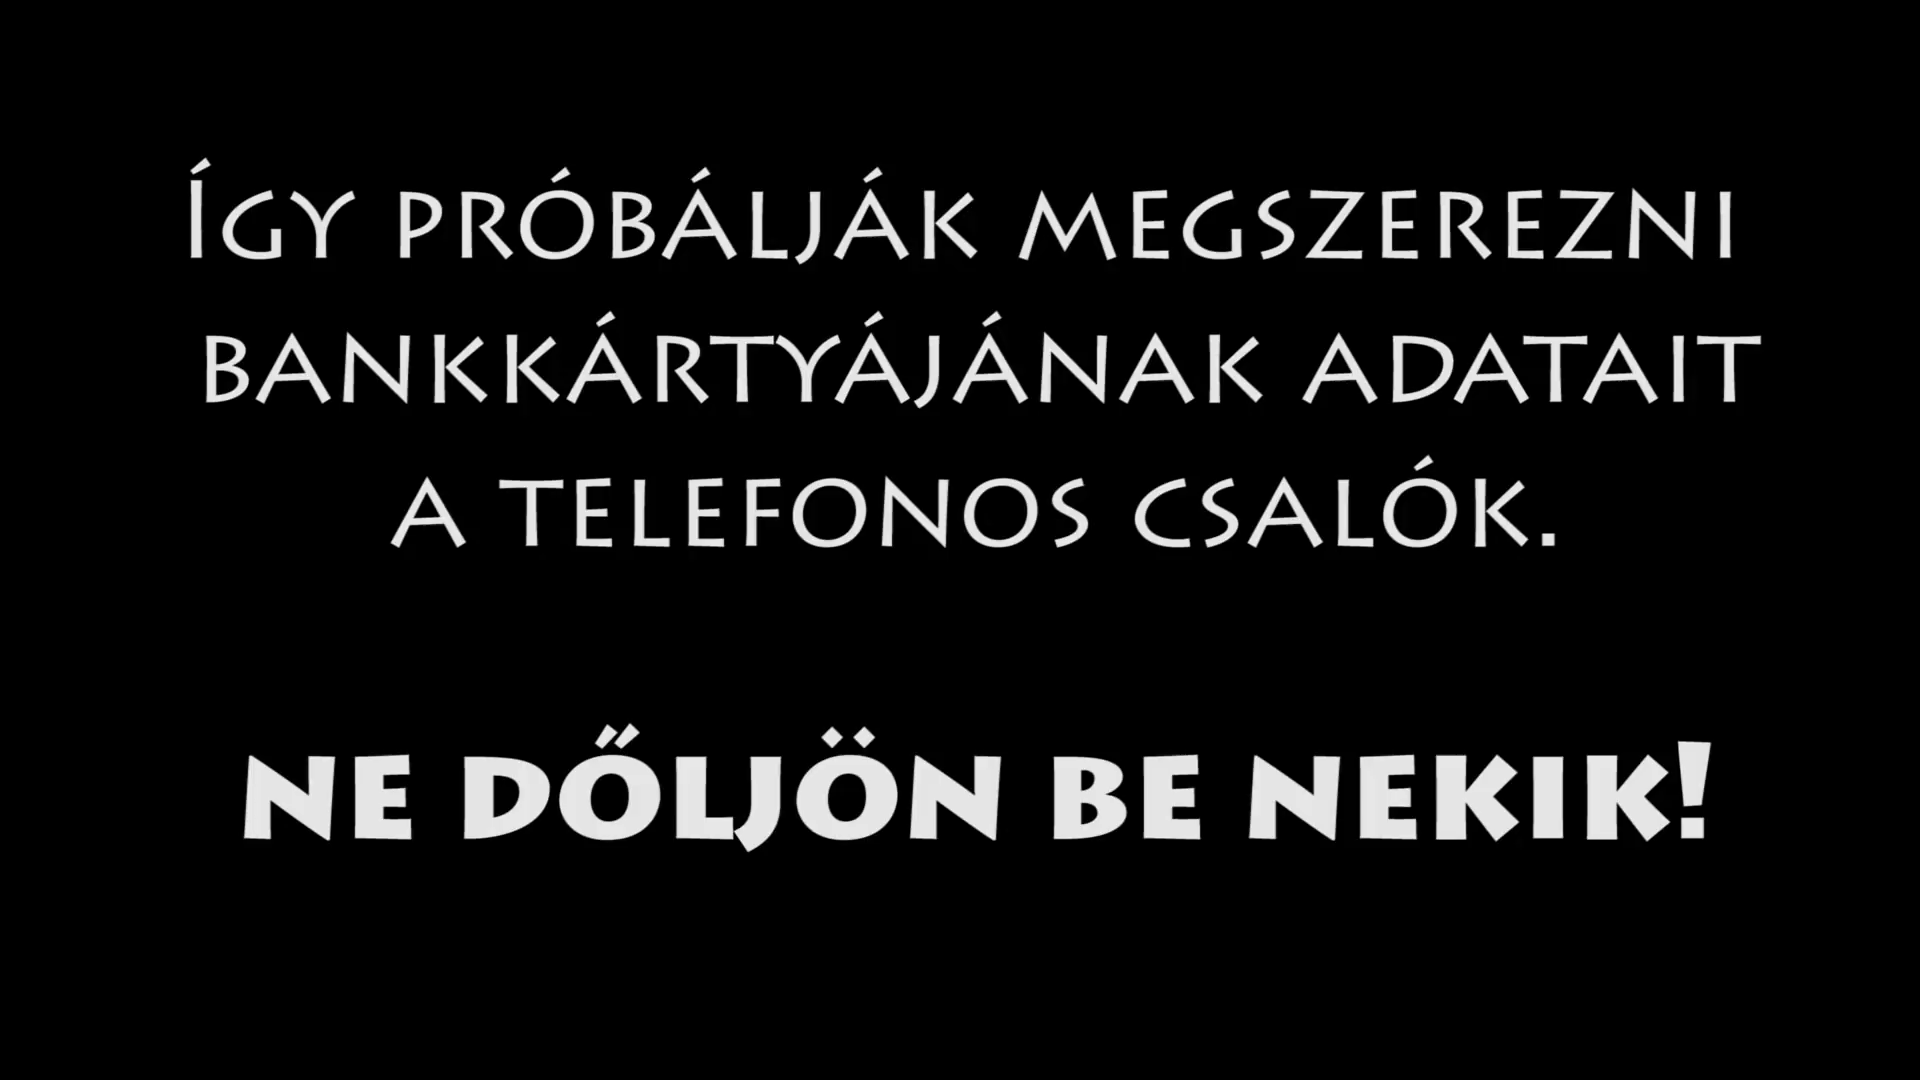 Így próbálják megszerezni
bankkártyájának adatait
a telefonos csalók.
ne dőljön be nekik!